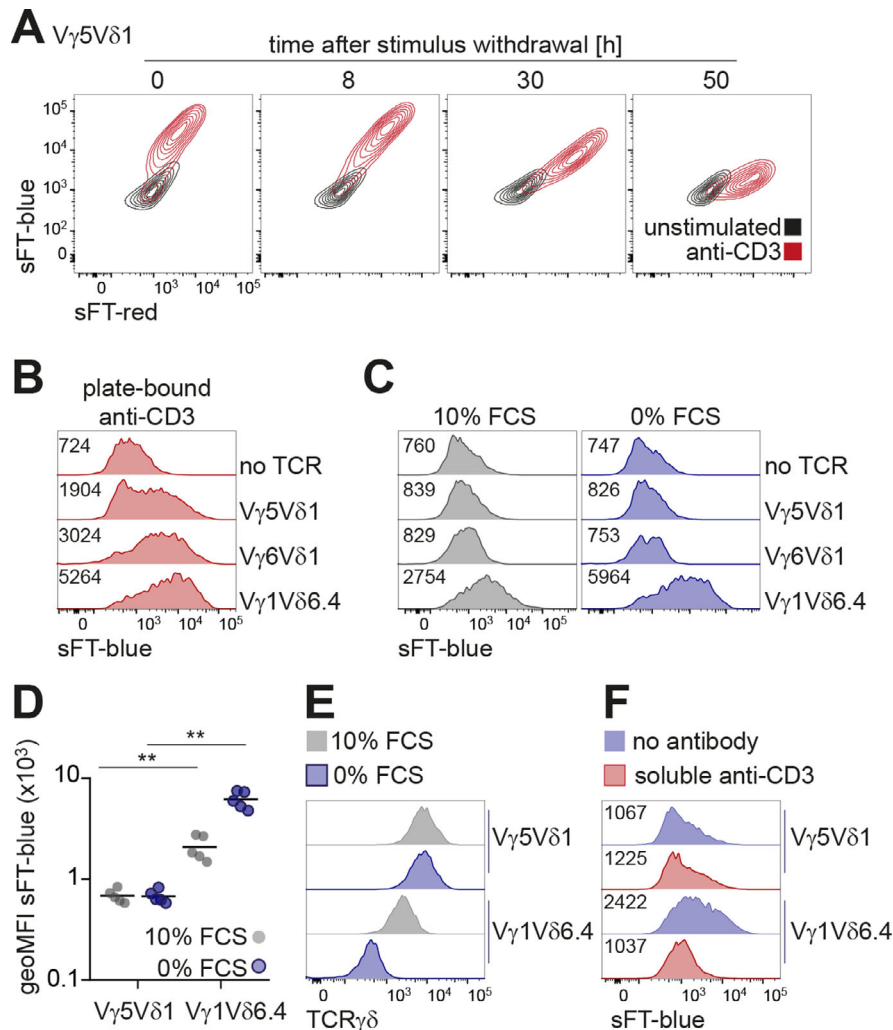 A Vγ5Vδ1
time after stimulus withdrawal [h]
0 8 30 50
10⁵
10⁴
10³
10²
0
sFT-blue
unstimulated
anti-CD3
0 10³ 10⁴ 10⁵
sFT-red
B
plate-bound
anti-CD3
724 no TCR
1904 Vγ5Vδ1
3024 Vγ6Vδ1
5264 Vγ1Vδ6.4
0 10³ 10⁴ 10⁵
sFT-blue
C
10% FCS 0% FCS
760 747 no TCR
839 826 Vγ5Vδ1
829 753 Vγ6Vδ1
2754 5964 Vγ1Vδ6.4
0 10³ 10⁴ 10⁵ 0 10³ 10⁴ 10⁵
sFT-blue
D
**
**
geoMFI sFT-blue (x10³)
10
1
0.1
10% FCS
0% FCS
Vγ5Vδ1 Vγ1Vδ6.4
E
10% FCS
0% FCS
Vγ5Vδ1
Vγ1Vδ6.4
0 10³ 10⁴ 10⁵
TCRγδ
F
no antibody
soluble anti-CD3
1067
Vγ5Vδ1
1225
2422
Vγ1Vδ6.4
1037
0 10³ 10⁴ 10⁵
sFT-blue